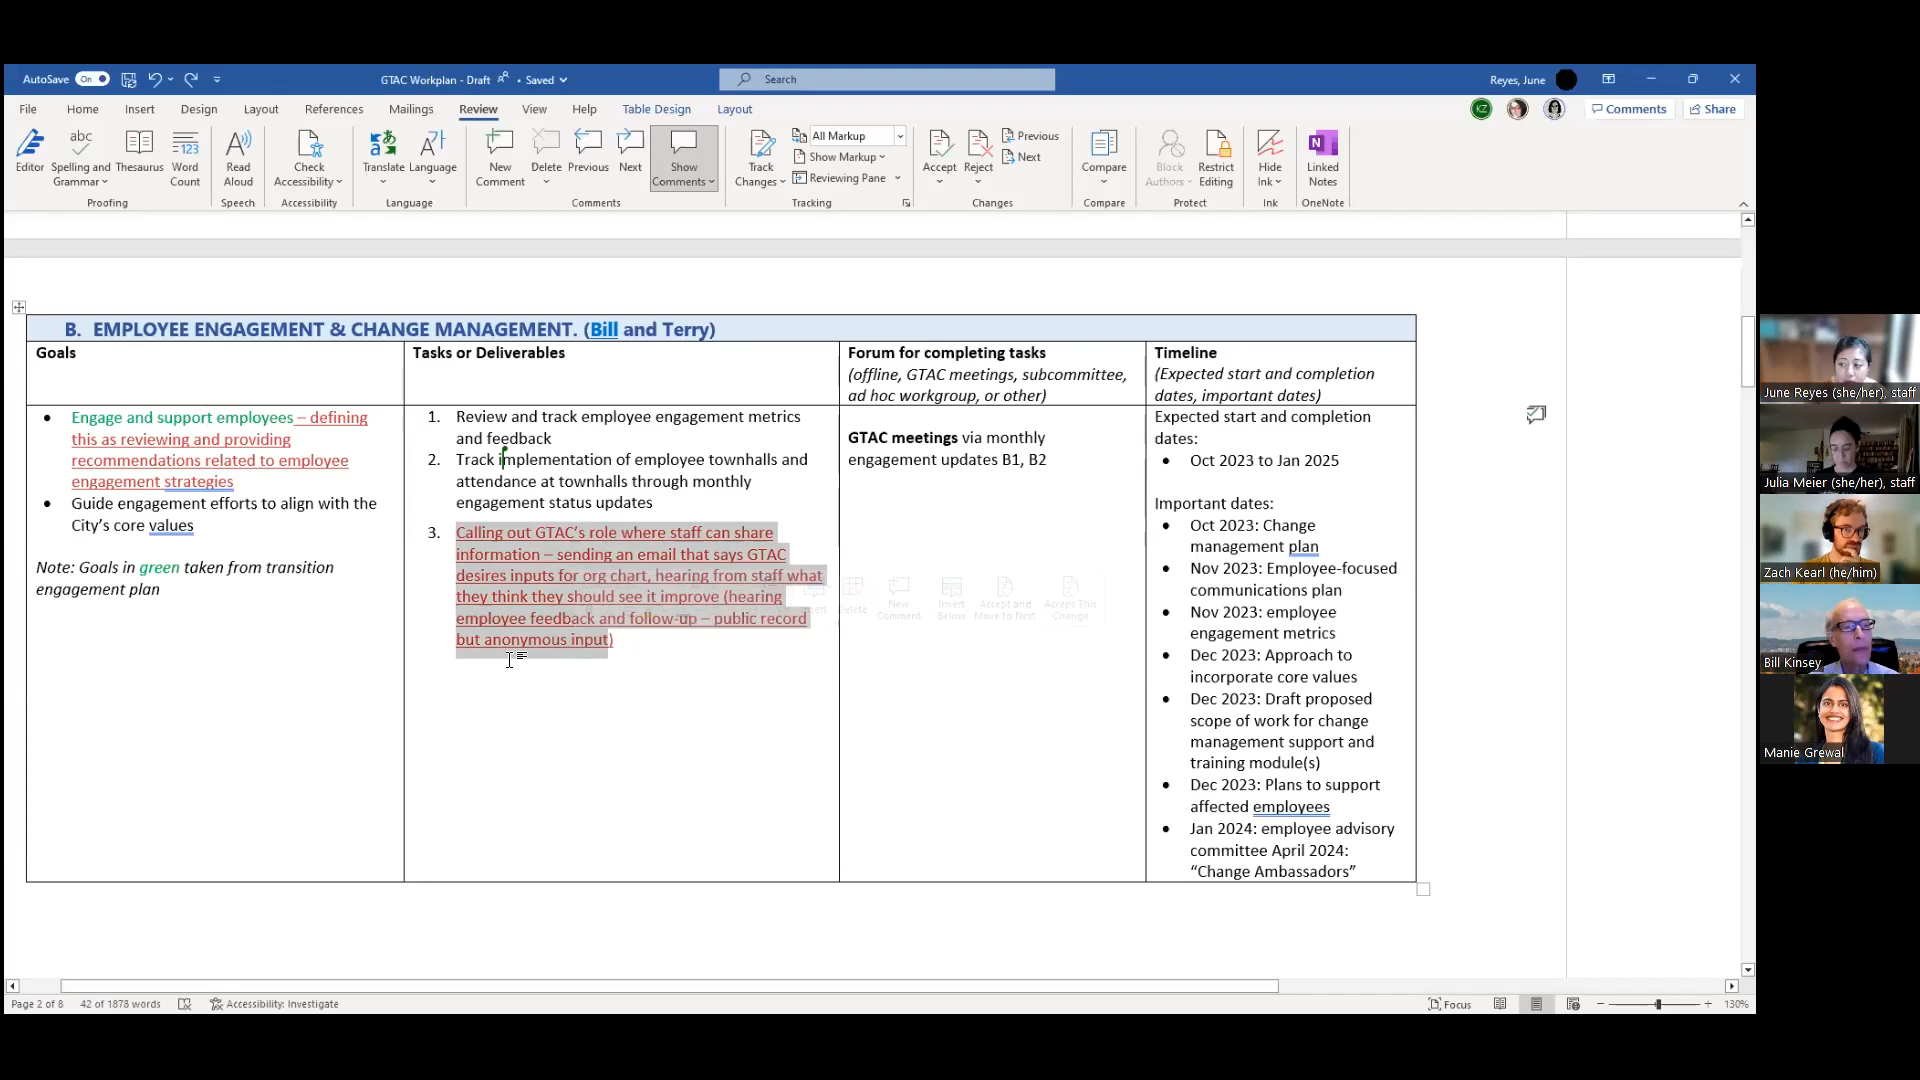 AutoSave On GTAC Workplan - Draft • Saved Search Reyes, June
File Home Insert Design Layout References Mailings Review View Help Table Design Layout KZ Comments Share
Editor
Spelling and Grammar
Thesaurus
Word Count
Proofing
Read Aloud
Speech
Check Accessibility
Accessibility
Translate
Language
Language
New Comment
Delete
Previous
Next
Show Comments
Comments
Track Changes
All Markup
Show Markup
Reviewing Pane
Tracking
Accept
Reject
Previous
Next
Changes
Compare
Compare
Block Authors
Restrict Editing
Protect
Hide Ink
Ink
Linked Notes
OneNote
B. EMPLOYEE ENGAGEMENT & CHANGE MANAGEMENT. (Bill and Terry)
Goals
Tasks or Deliverables
Forum for completing tasks
(offline, GTAC meetings, subcommittee,
ad hoc workgroup, or other)
Timeline
(Expected start and completion
dates, important dates)
• Engage and support employees – defining
this as reviewing and providing
recommendations related to employee
engagement strategies
• Guide engagement efforts to align with the
City's core values
Note: Goals in green taken from transition
engagement plan
1. Review and track employee engagement metrics
and feedback
2. Track implementation of employee townhalls and
attendance at townhalls through monthly
engagement status updates
3. Calling out GTAC's role where staff can share
information – sending an email that says GTAC
desires inputs for org chart, hearing from staff what
they think they should see it improve (hearing
employee feedback and follow-up – public record
but anonymous input)
GTAC meetings via monthly
engagement updates B1, B2
Delete
New Comment
Insert Below
Accept and Move to Next
Accept This Change
Expected start and completion
dates:
• Oct 2023 to Jan 2025
Important dates:
• Oct 2023: Change
management plan
• Nov 2023: Employee-focused
communications plan
• Nov 2023: employee
engagement metrics
• Dec 2023: Approach to
incorporate core values
• Dec 2023: Draft proposed
scope of work for change
management support and
training module(s)
• Dec 2023: Plans to support
affected employees
• Jan 2024: employee advisory
committee April 2024:
“Change Ambassadors”
Page 2 of 8 42 of 1878 words Accessibility: Investigate Focus 130%
June Reyes (she/her), staff
Julia Meier (she/her), staff
Zach Kearl (he/him)
Bill Kinsey
Manie Grewal